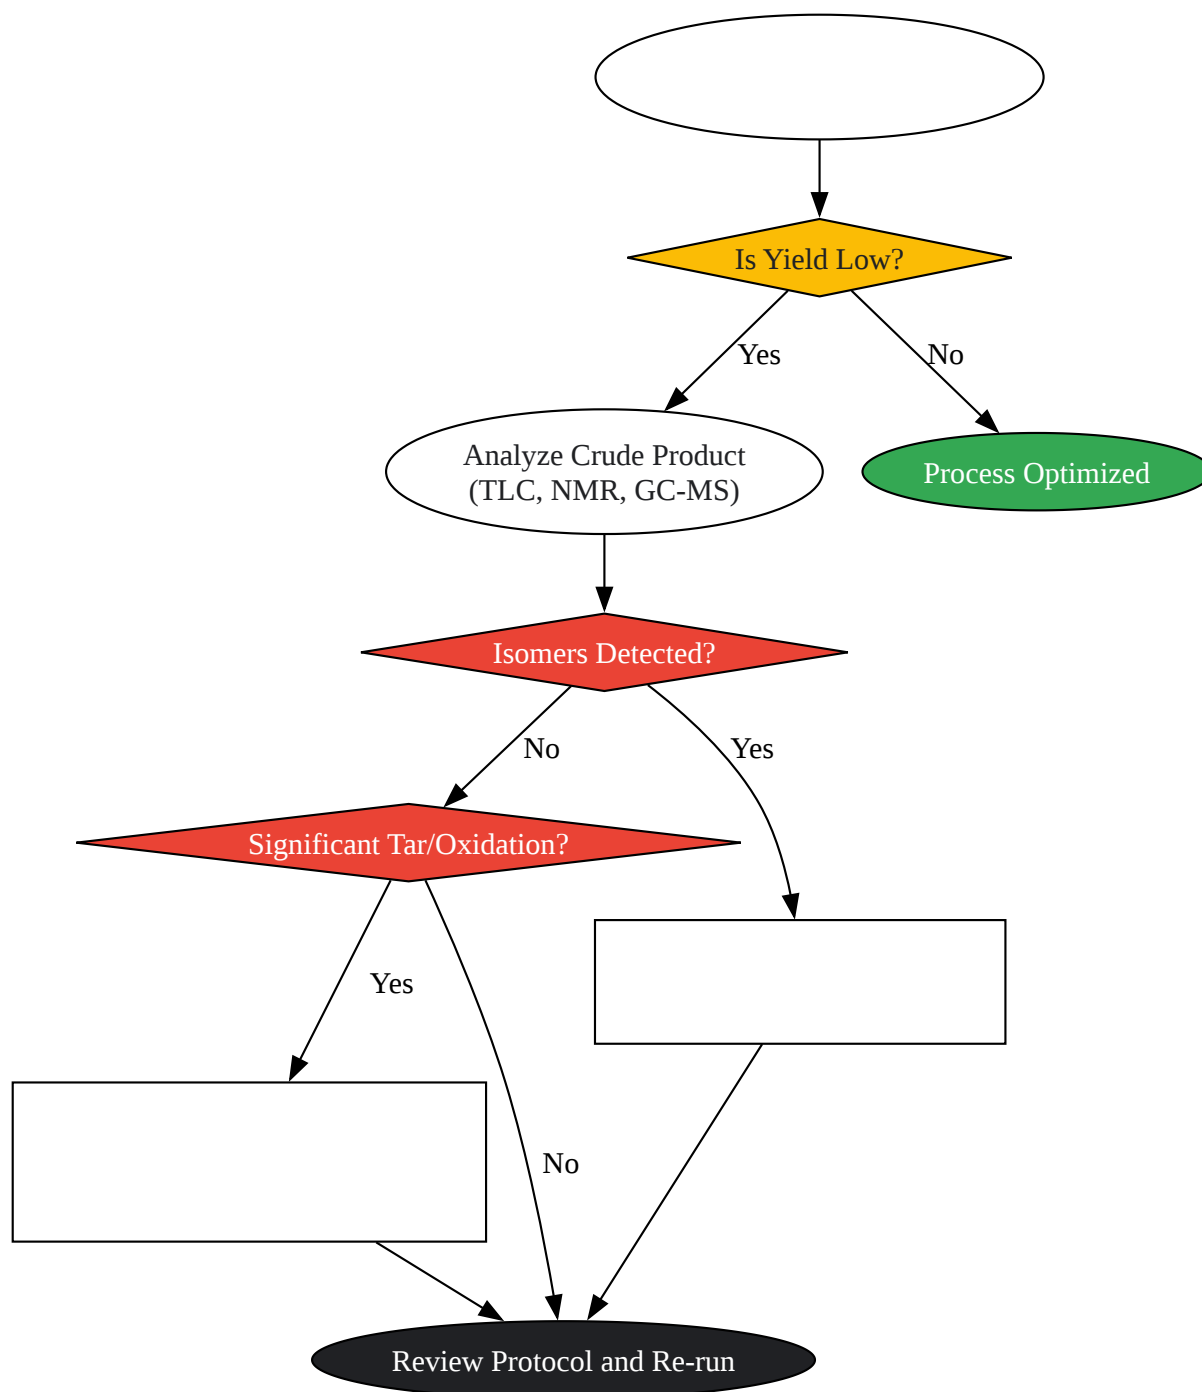 Is Yield Low?
Yes
No
Analyze Crude Product
(TLC, NMR, GC-MS)
Process Optimized
Isomers Detected?
No
Yes
Significant Tar/Oxidation?
Yes
No
Review Protocol and Re-run